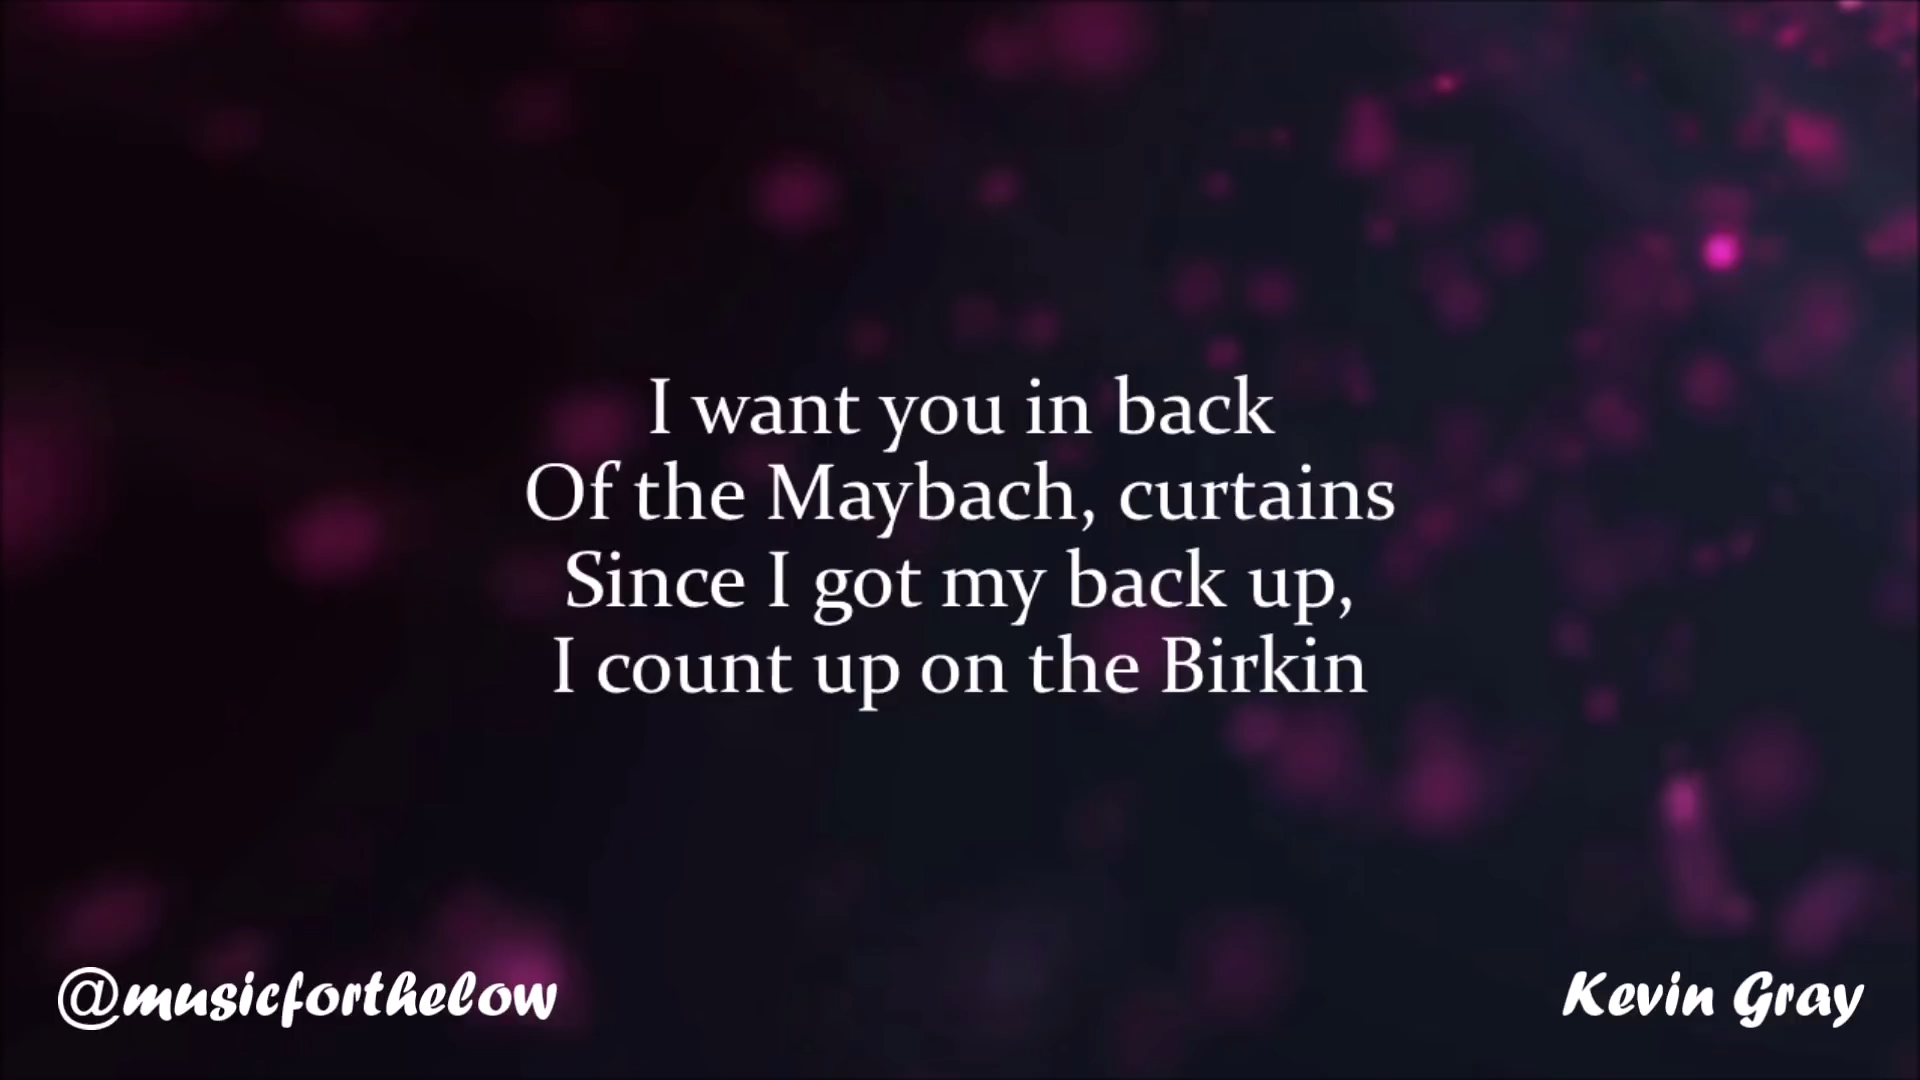 I want you in back
Of the Maybach, curtains
Since I got my back up,
I count up on the Birkin
@musicforthelow
Kevin Gray